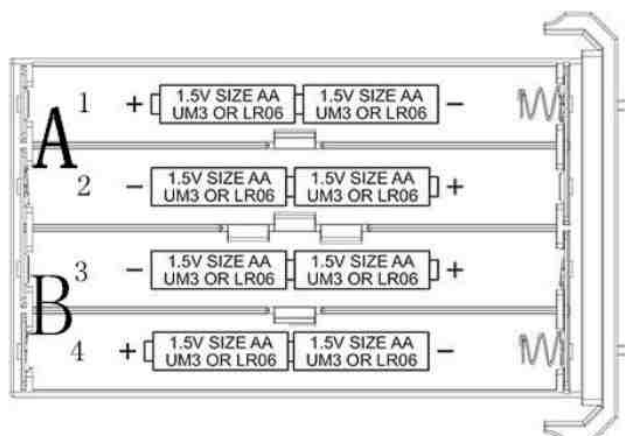 A
1 + 1.5V SIZE AA 1.5V SIZE AA -
UM3 OR LR06 UM3 OR LR06
2 - 1.5V SIZE AA 1.5V SIZE AA +
UM3 OR LR06 UM3 OR LR06
B
3 - 1.5V SIZE AA 1.5V SIZE AA +
UM3 OR LR06 UM3 OR LR06
4 + 1.5V SIZE AA 1.5V SIZE AA -
UM3 OR LR06 UM3 OR LR06